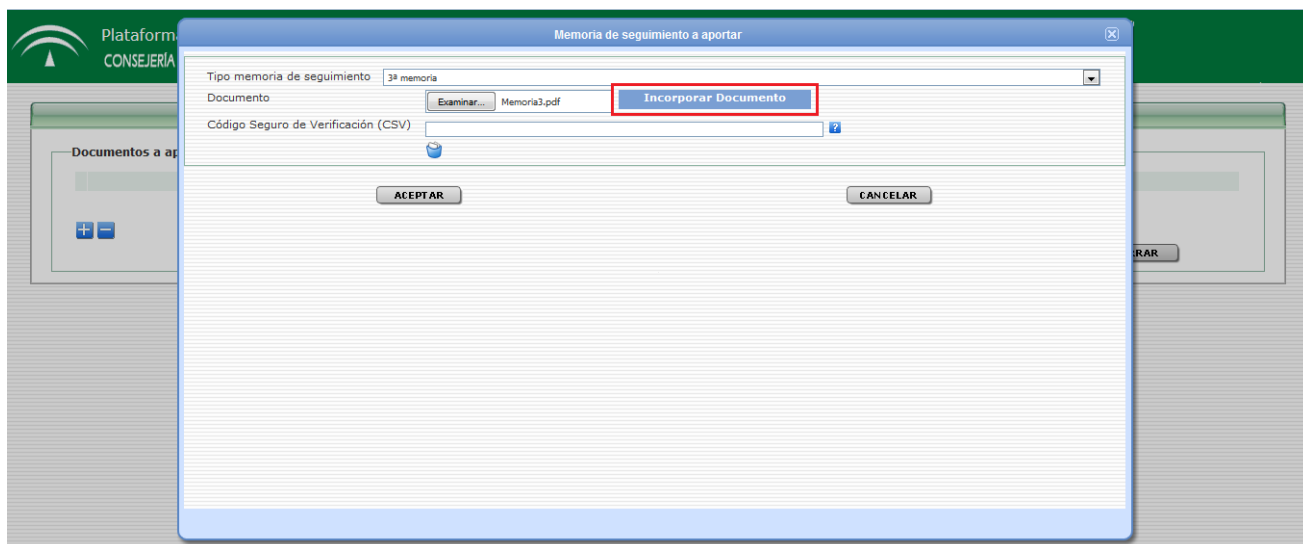 Plataform
CONSEJERÍA
Memoria de seguimiento a aportar
Tipo memoria de seguimiento 3ª memoria
Documento Examinar... Memoria3.pdf Incorporar Documento
Código Seguro de Verificación (CSV) ?
Documentos a ap
ACEPTAR CANCELAR
RAR